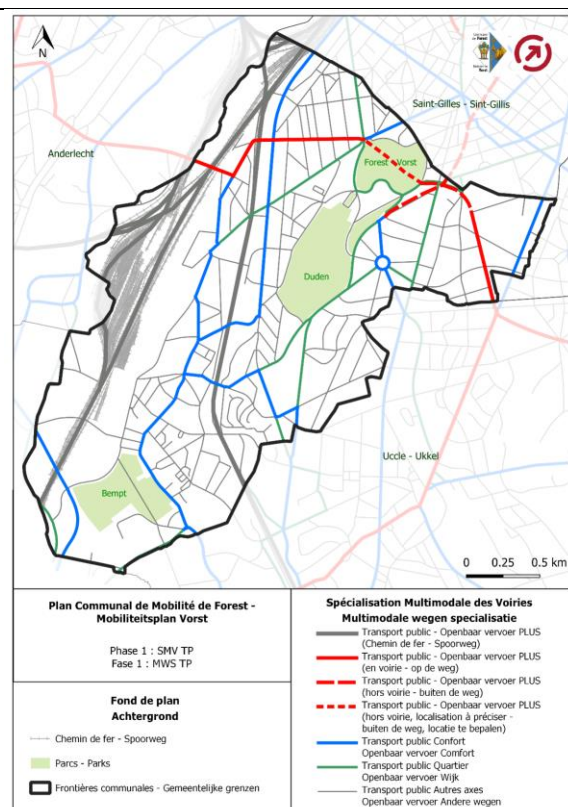 N
Saint-Gilles - Sint-Gillis
Anderlecht
Forest - Vorst
Duden
Uccle - Ukkel
Bempt
0 0.25 0.5 km
Plan Communal de Mobilité de Forest -
Mobiliteitsplan Vorst
Phase 1 : SMV TP
Fase 1 : MWS TP
Fond de plan
Achtergrond
Chemin de fer - Spoorweg
Parcs - Parks
Frontières communales - Gemeentelijke grenzen
Spécialisation Multimodale des Voiries
Multimodale wegen specialisatie
Transport public - Openbaar vervoer PLUS
(Chemin de fer - Spoorweg)
Transport public - Openbaar vervoer PLUS
(en voirie - op de weg)
Transport public - Openbaar vervoer PLUS
(hors voirie - buiten de weg)
Transport public - Openbaar vervoer PLUS
(hors voirie, localisation à préciser -
buiten de weg, locatie te bepalen)
Transport public Confort
Openbaar vervoer Comfort
Transport public Quartier
Openbaar vervoer Wijk
Transport public Autres axes
Openbaar vervoer Andere wegen